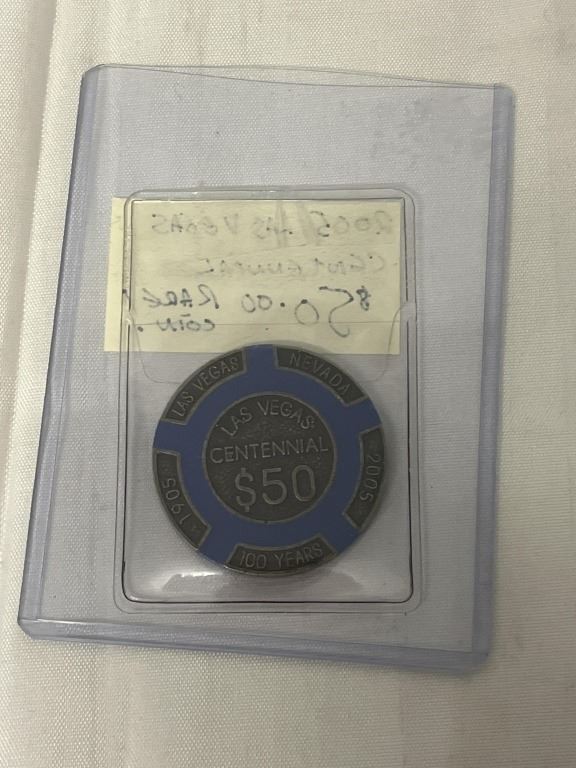 2005 LAS VEGAS
CENTENNIAL
$50.00 RARE
COIN.
LAS VEGAS
NEVADA
LAS VEGAS
CENTENNIAL
$50
1905
2005
100 YEARS